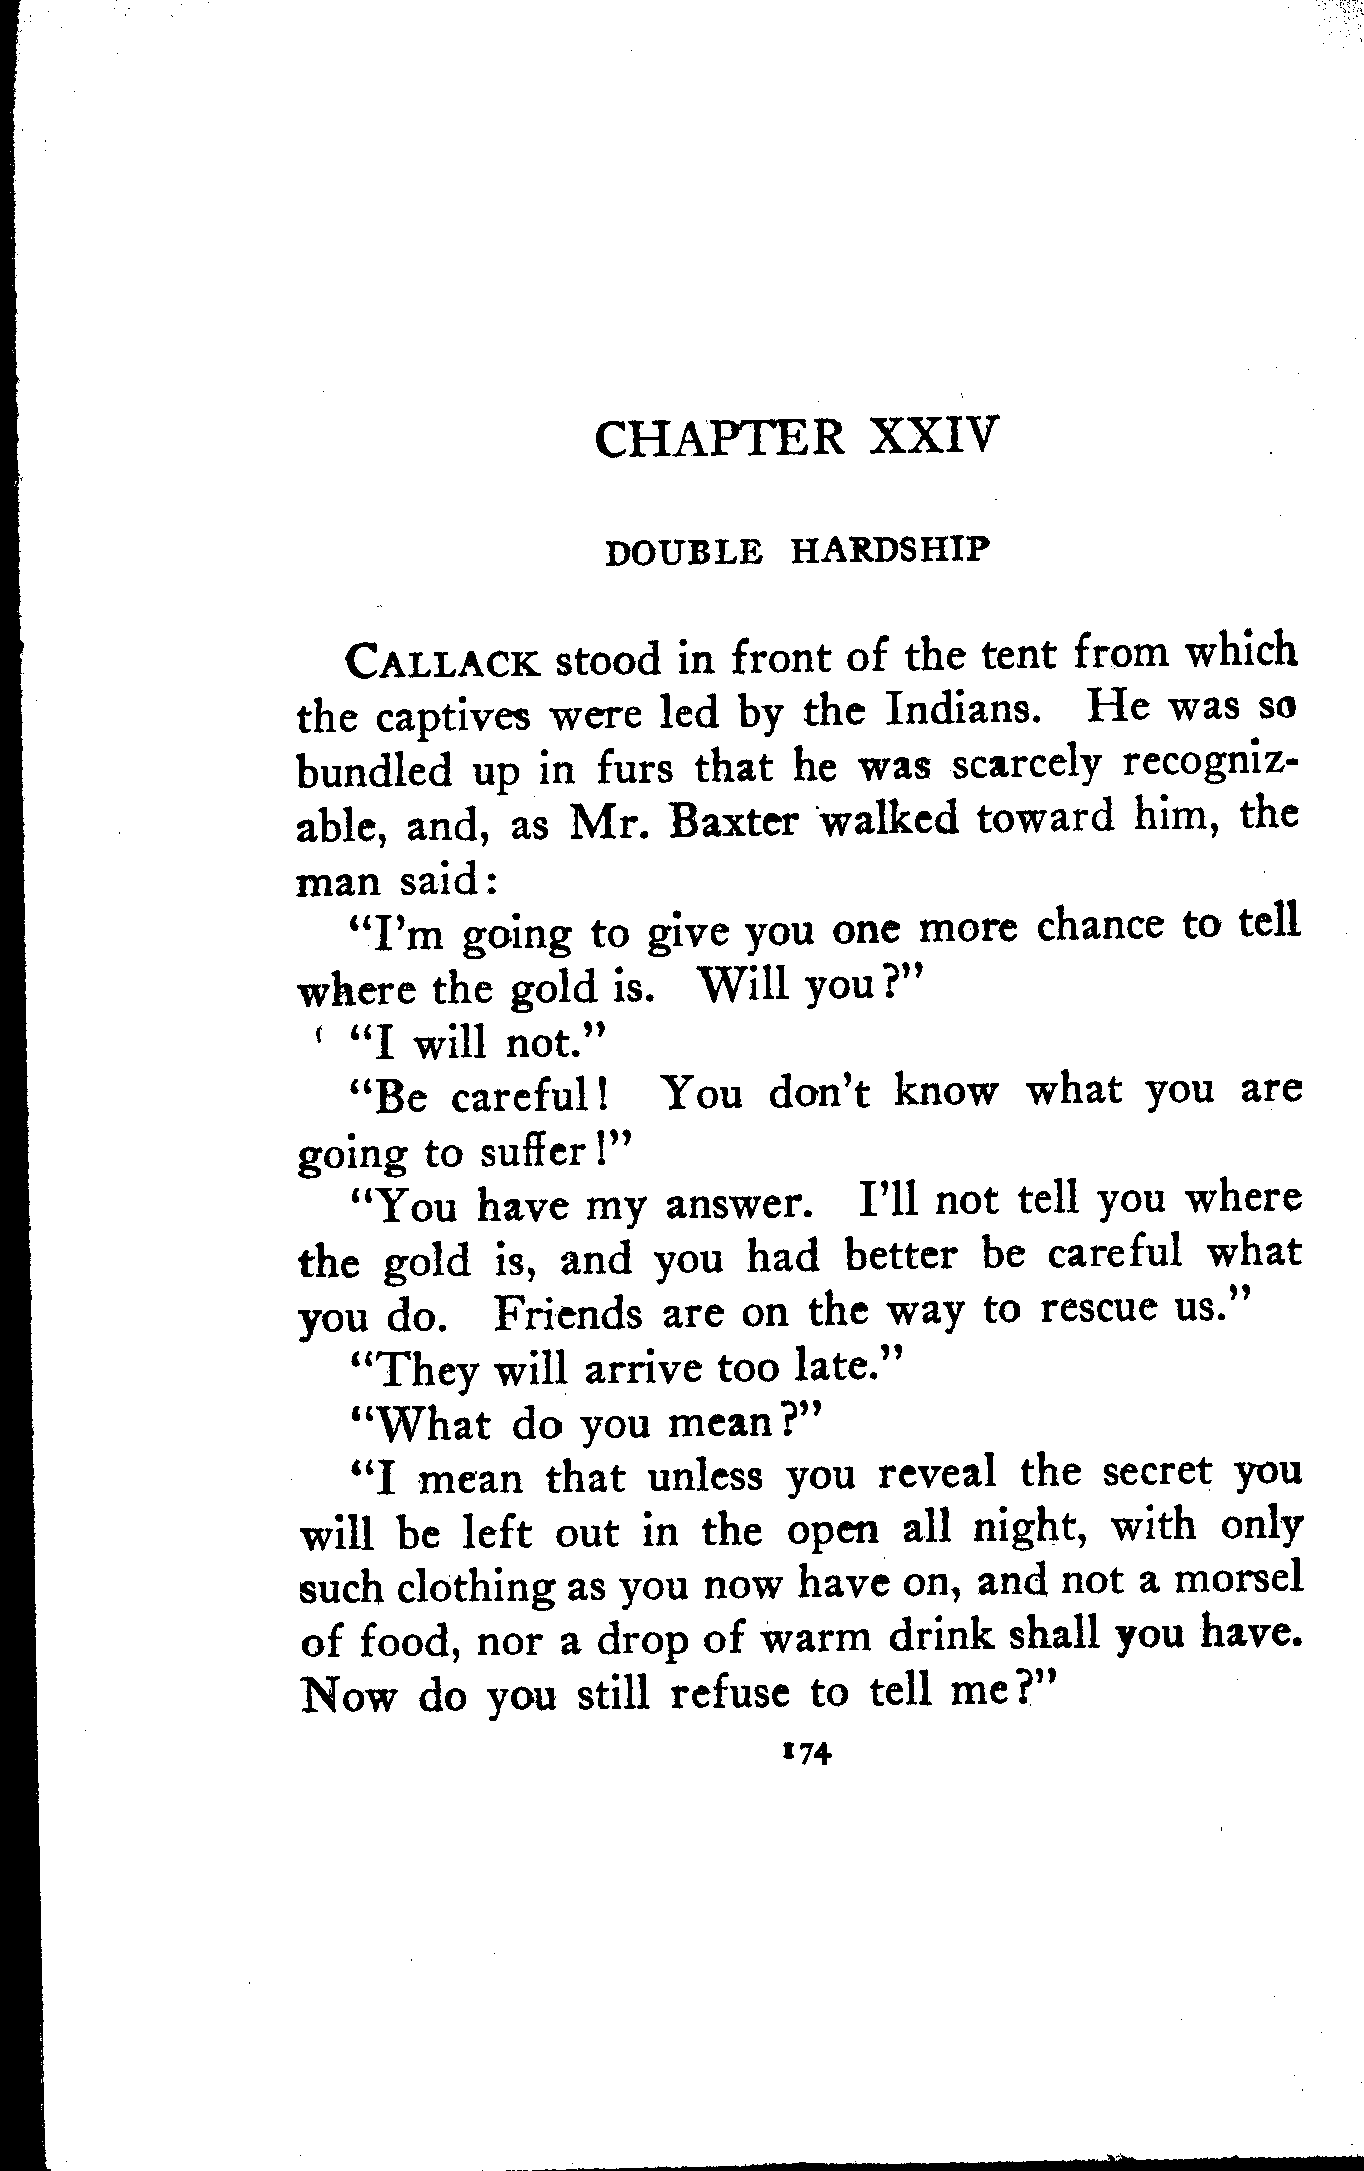 CHAPTER XXIV
DOUBLE HARDSHIP
CALLACK stood in front of the tent from which
the captives were led by the Indians. He was so
bundled up in furs that he was scarcely recogniz-
able, and, as Mr. Baxter walked toward him, the
man said:
“I’m going to give you one more chance to tell
where the gold is. Will you?”
“I will not.”
“Be careful! You don’t know what you are
going to suffer!”
“You have my answer. I’ll not tell you where
the gold is, and you had better be careful what
you do. Friends are on the way to rescue us.”
“They will arrive too late.”
“What do you mean?”
“I mean that unless you reveal the secret you
will be left out in the open all night, with only
such clothing as you now have on, and not a morsel
of food, nor a drop of warm drink shall you have.
Now do you still refuse to tell me?”
174